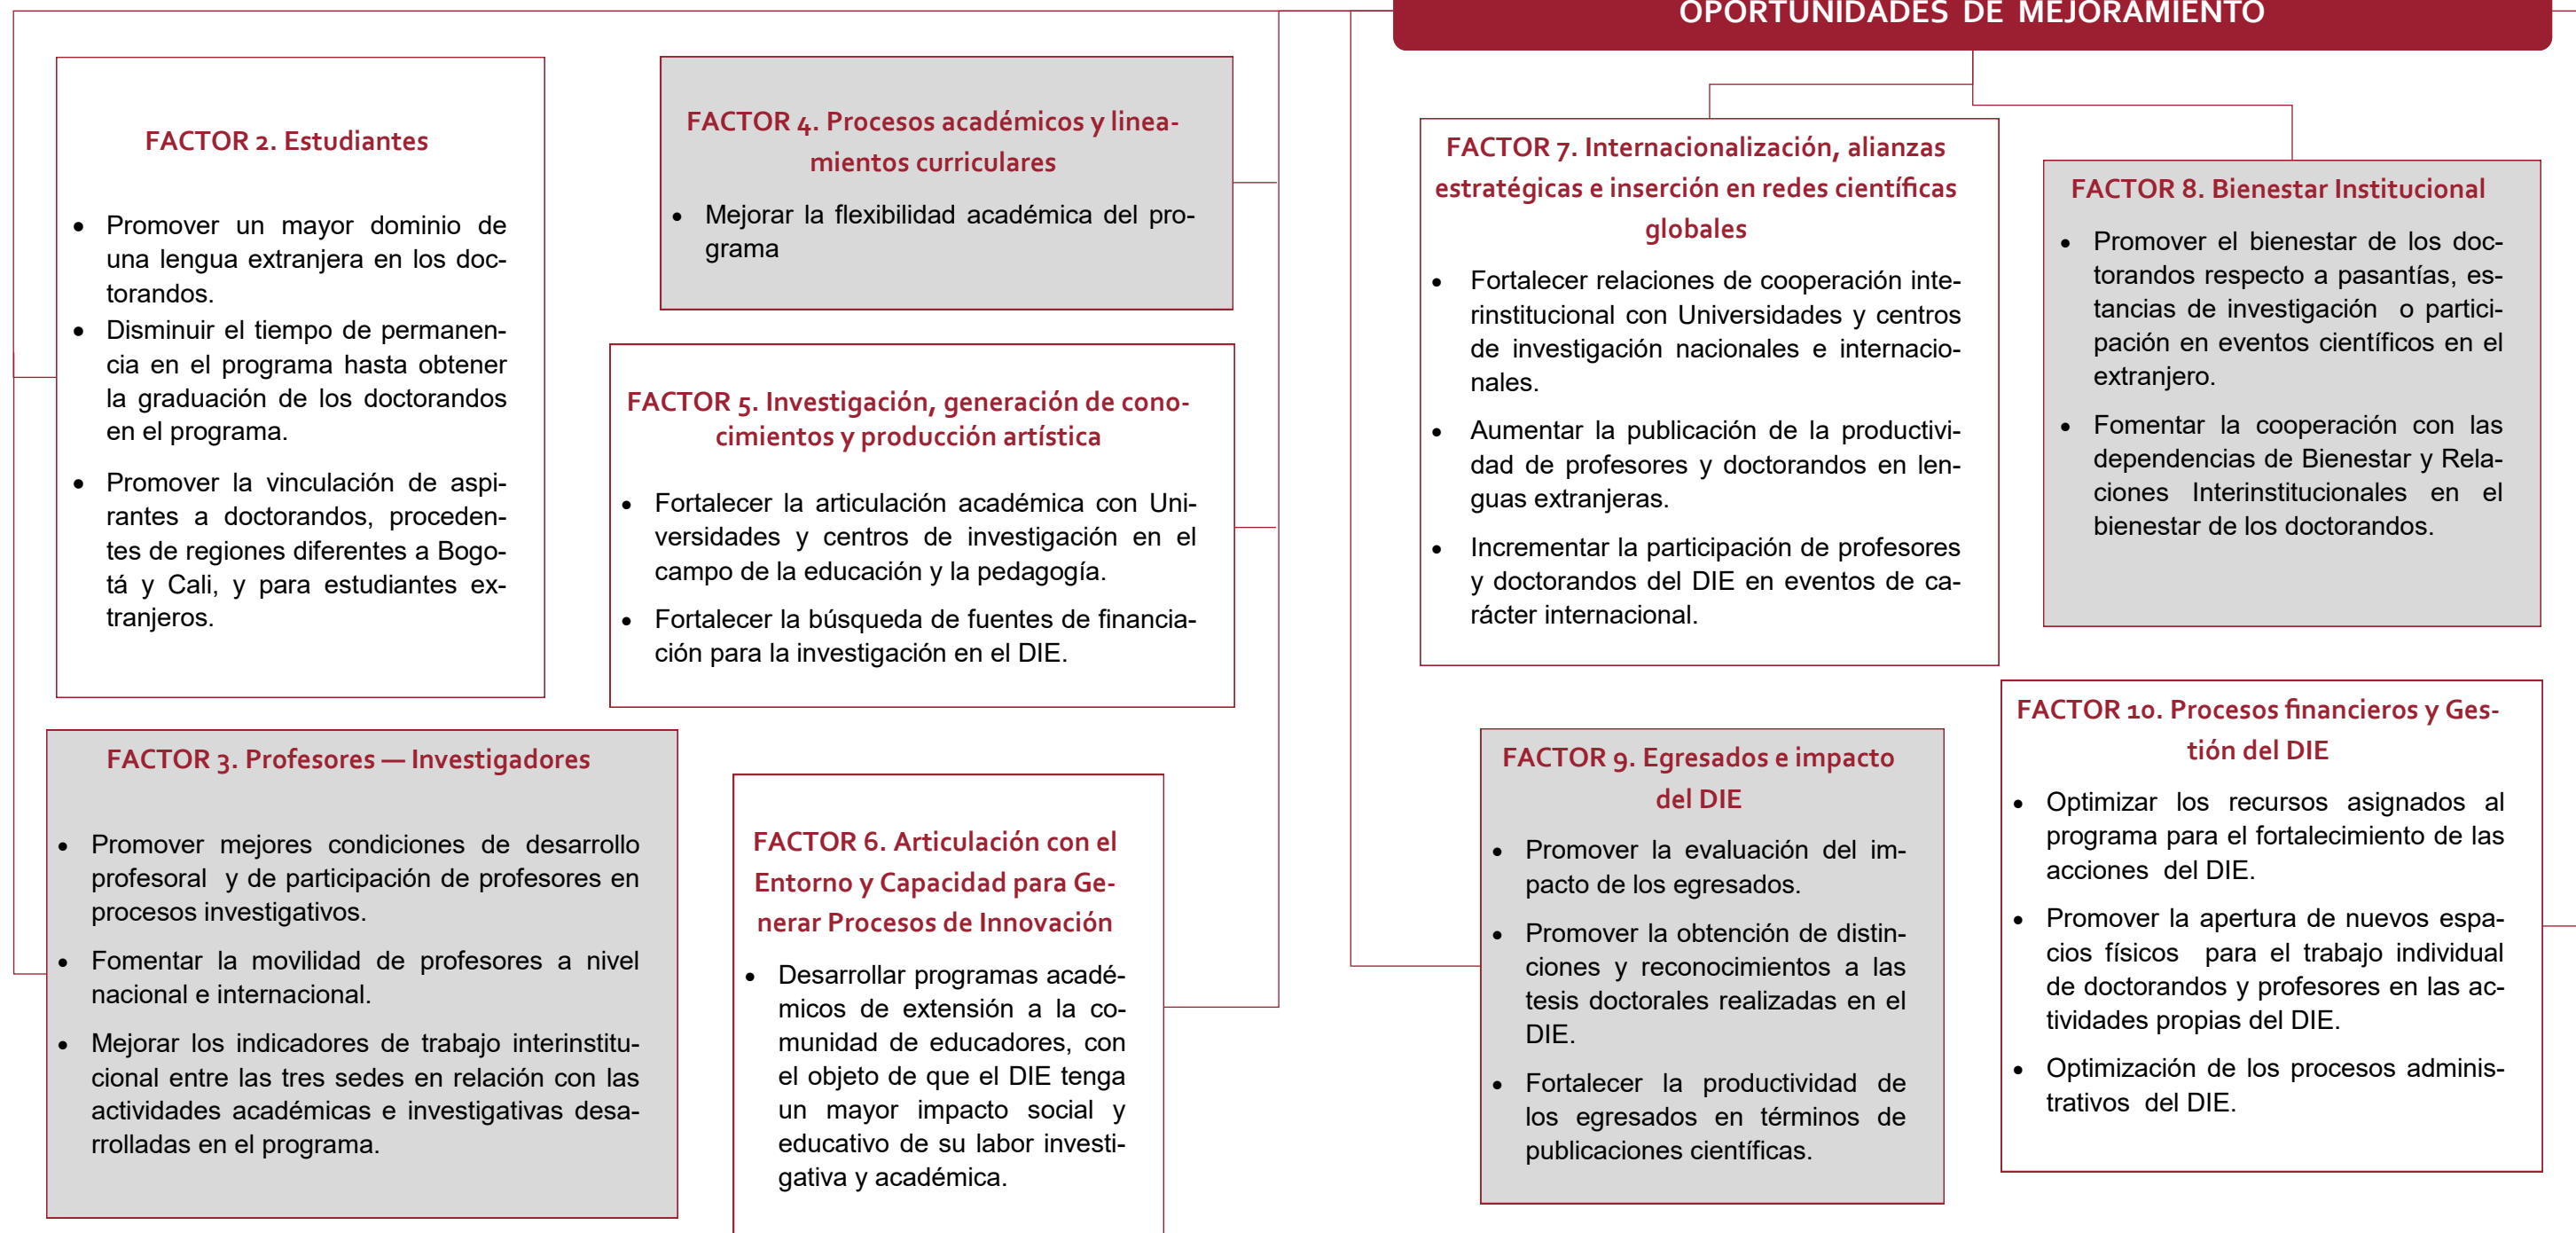 OPORTUNIDADES DE MEJORAMIENTO
FACTOR 2. Estudiantes
• Promover un mayor dominio de
una lengua extranjera en los doc-
torandos.
• Disminuir el tiempo de permanen-
cia en el programa hasta obtener
la graduación de los doctorandos
en el programa.
• Promover la vinculación de aspi-
rantes a doctorandos, proceden-
tes de regiones diferentes a Bogo-
tá y Cali, y para estudiantes ex-
tranjeros.
FACTOR 3. Profesores — Investigadores
• Promover mejores condiciones de desarrollo
profesoral y de participación de profesores en
procesos investigativos.
• Fomentar la movilidad de profesores a nivel
nacional e internacional.
• Mejorar los indicadores de trabajo interinstitu-
cional entre las tres sedes en relación con las
actividades académicas e investigativas desa-
rrolladas en el programa.
FACTOR 4. Procesos académicos y linea-
mientos curriculares
• Mejorar la flexibilidad académica del pro-
grama
FACTOR 5. Investigación, generación de cono-
cimientos y producción artística
• Fortalecer la articulación académica con Uni-
versidades y centros de investigación en el
campo de la educación y la pedagogía.
• Fortalecer la búsqueda de fuentes de financia-
ción para la investigación en el DIE.
FACTOR 6. Articulación con el
Entorno y Capacidad para Ge-
nerar Procesos de Innovación
• Desarrollar programas acadé-
micos de extensión a la co-
munidad de educadores, con
el objeto de que el DIE tenga
un mayor impacto social y
educativo de su labor investi-
gativa y académica.
FACTOR 7. Internacionalización, alianzas
estratégicas e inserción en redes científicas
globales
• Fortalecer relaciones de cooperación inte-
rinstitucional con Universidades y centros
de investigación nacionales e internacio-
nales.
• Aumentar la publicación de la productivi-
dad de profesores y doctorandos en len-
guas extranjeras.
• Incrementar la participación de profesores
y doctorandos del DIE en eventos de ca-
rácter internacional.
FACTOR 8. Bienestar Institucional
• Promover el bienestar de los doc-
torandos respecto a pasantías, es-
tancias de investigación o partici-
pación en eventos científicos en el
extranjero.
• Fomentar la cooperación con las
dependencias de Bienestar y Rela-
ciones Interinstitucionales en el
bienestar de los doctorandos.
FACTOR 9. Egresados e impacto
del DIE
• Promover la evaluación del im-
pacto de los egresados.
• Promover la obtención de distin-
ciones y reconocimientos a las
tesis doctorales realizadas en el
DIE.
• Fortalecer la productividad de
los egresados en términos de
publicaciones científicas.
FACTOR 10. Procesos financieros y Ges-
tión del DIE
• Optimizar los recursos asignados al
programa para el fortalecimiento de las
acciones del DIE.
• Promover la apertura de nuevos espa-
cios físicos para el trabajo individual
de doctorandos y profesores en las ac-
tividades propias del DIE.
• Optimización de los procesos adminis-
trativos del DIE.